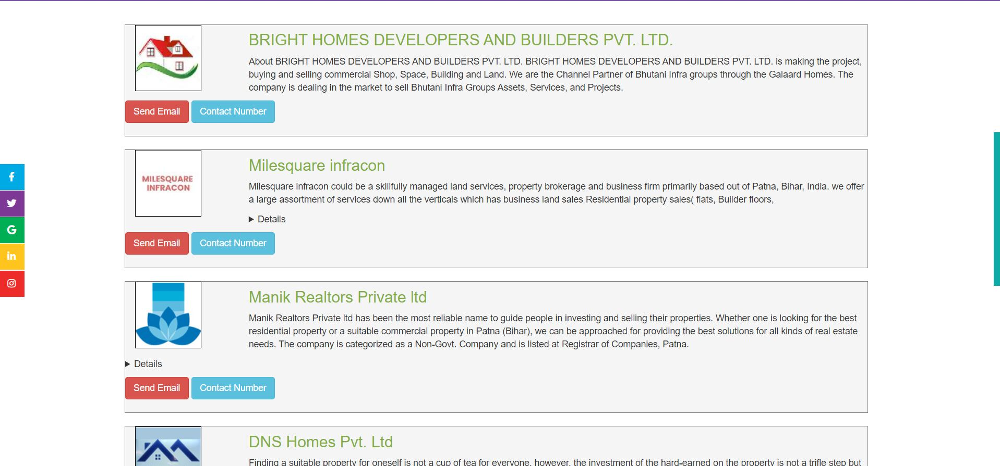 BRIGHT HOMES DEVELOPERS AND BUILDERS PVT. LTD.
About BRIGHT HOMES DEVELOPERS AND BUILDERS PVT. LTD. BRIGHT HOMES DEVELOPERS AND BUILDERS PVT. LTD. is making the project,
buying and selling commercial Shop, Space, Building and Land. We are the Channel Partner of Bhutani Infra groups through the Galaard Homes. The
company is dealing in the market to sell Bhutani Infra Groups Assets, Services, and Projects.
Send Email Contact Number
MILESQUARE
INFRACON
Milesquare infracon
Milesquare infracon could be a skillfully managed land services, property brokerage and business firm primarily based out of Patna, Bihar, India. we offer
a large assortment of services down all the verticals which has business land sales Residential property sales( flats, Builder floors,
Details
Send Email Contact Number
Manik Realtors Private ltd
Manik Realtors Private ltd has been the most reliable name to guide people in investing and selling their properties. Whether one is looking for the best
residential property or a suitable commercial property in Patna (Bihar), we can be approached for providing the best solutions for all kinds of real estate
needs. The company is categorized as a Non-Govt. Company and is listed at Registrar of Companies, Patna.
Details
Send Email Contact Number
DNS Homes Pvt. Ltd
Finding a suitable property for oneself is not a cup of tea for everyone, however, the investment of the hard-earned on the property is not a trifle step but